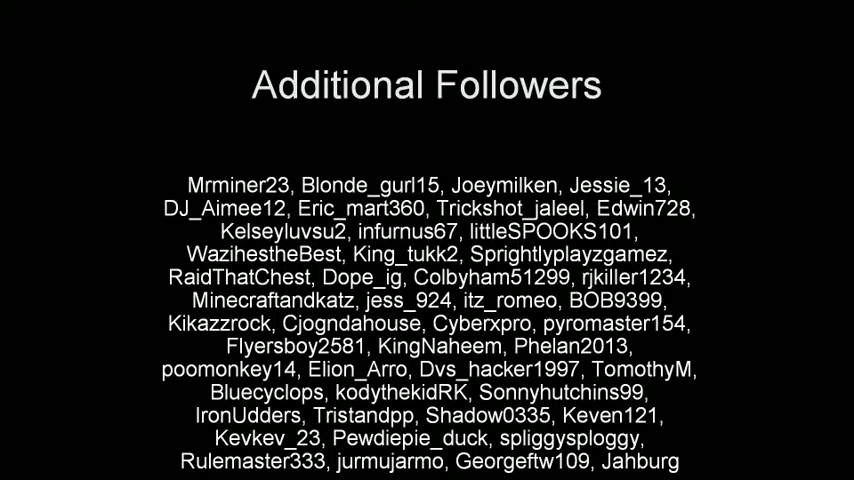 Additional Followers
Mrminer23, Blonde_gurl15, Joeymilken, Jessie_13,
DJ_Aimee12, Eric_mart360, Trickshot_jaleel, Edwin728,
Kelseyluvsu2, infurnus67, littleSPOOKS101,
WazihestheBest, King_tukk2, Sprightlyplayzgamez,
RaidThatChest, Dope_ig, Colbyham51299, rjkiller1234,
Minecraftandkatz, jess_924, itz_romeo, BOB9399,
Kikazzrock, Cjogndahouse, Cyberxpro, pyromaster154,
Flyersboy2581, KingNaheem, Phelan2013,
poomonkey14, Elion_Arro, Dvs_hacker1997, TomothyM,
Bluecyclops, kodythekidRK, Sonnyhutchins99,
IronUdders, Tristandpp, Shadow0335, Keven121,
Kevkev_23, Pewdiepie_duck, spliggysploggy,
Rulemaster333, jurmujarmo, Georgeftw109, Jahburg